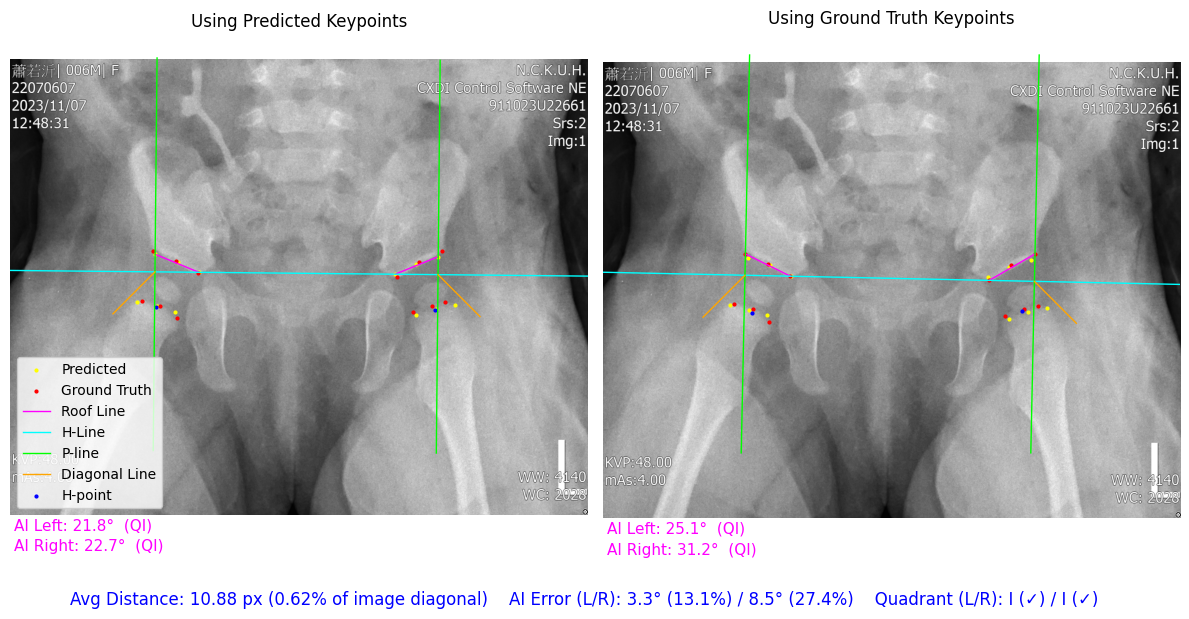 Using Predicted Keypoints
Using Ground Truth Keypoints
蕭若沂| 006M| F
22070607
2023/11/07
12:48:31
N.C.K.U.H.
CXDI Control Software NE
911023U22661
Srs:2
Img:1
Predicted
Ground Truth
Roof Line
H-Line
P-line
Diagonal Line
H-point
WW: 4140
WC: 2028
AI Left: 21.8° (QI)
AI Right: 22.7° (QI)
蕭若沂| 006M| F
22070607
2023/11/07
12:48:31
N.C.K.U.H.
CXDI Control Software NE
911023U22661
Srs:2
Img:1
KVP:48.00
mAs:4.00
WW: 4140
WC: 2028
AI Left: 25.1° (QI)
AI Right: 31.2° (QI)
Avg Distance: 10.88 px (0.62% of image diagonal) AI Error (L/R): 3.3° (13.1%) / 8.5° (27.4%) Quadrant (L/R): I (✓) / I (✓)